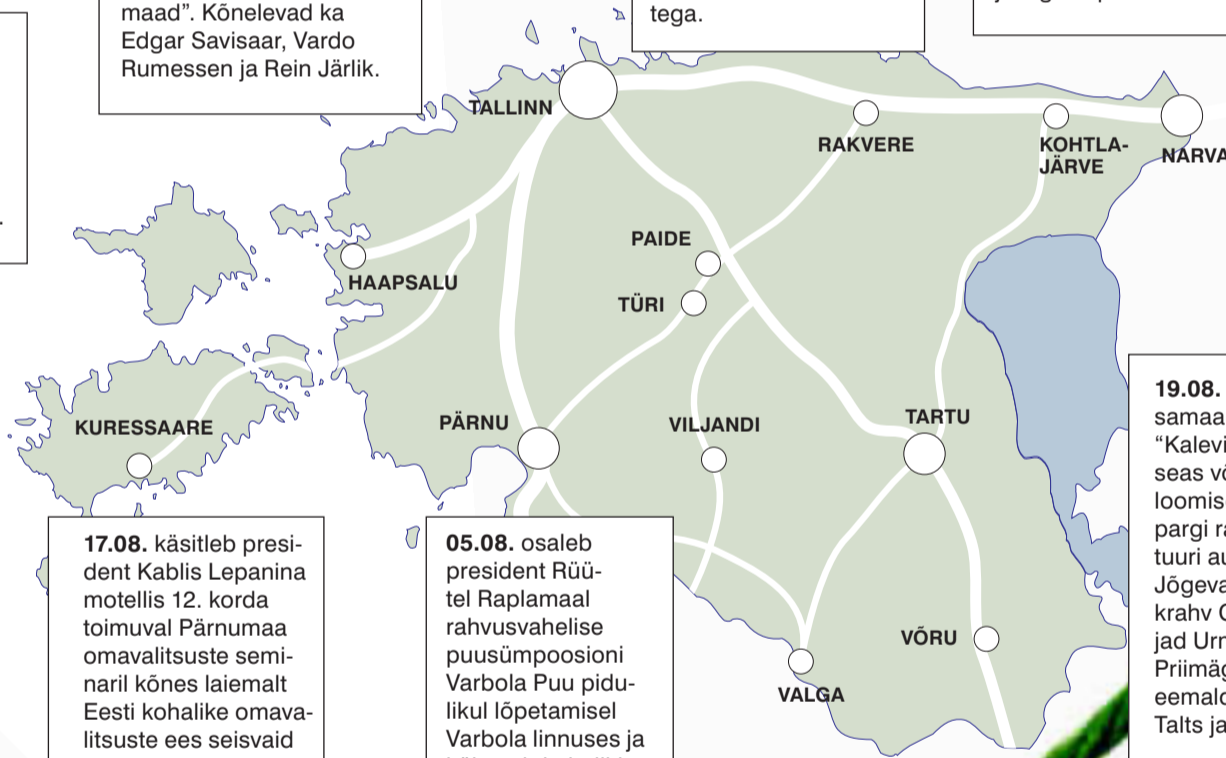 maad”. Kõnelevad ka
Edgar Savisaar, Vardo
Rumessen ja Rein Järlik.
tega.
TALLINN
RAKVERE
KOHTLA-
JÄRVE
NARVA
PAIDE
HAAPSALU
TÜRI
KURESSAARE
PÄRNU
VILJANDI
TARTU
VÕRU
VALGA
17.08. käsitleb presi-
dent Kablis Lepanina
motellis 12. korda
toimuval Pärnumaa
omavalitsuste semi-
naril kõnes laiemalt
Eesti kohalike omava-
litsuste ees seisvaid
05.08. osaleb
president Rüü-
tel Raplamaal
rahvusvahelise
puusümpoosioni
Varbola Puu pidu-
likul lõpetamisel
Varbola linnuses ja
19.08.
samaa
“Kalevi
seas võ
loomis
pargi ra
tuuri au
Jõgeva
krahv
jad Urm
Priimäg
eemald
Talts ja